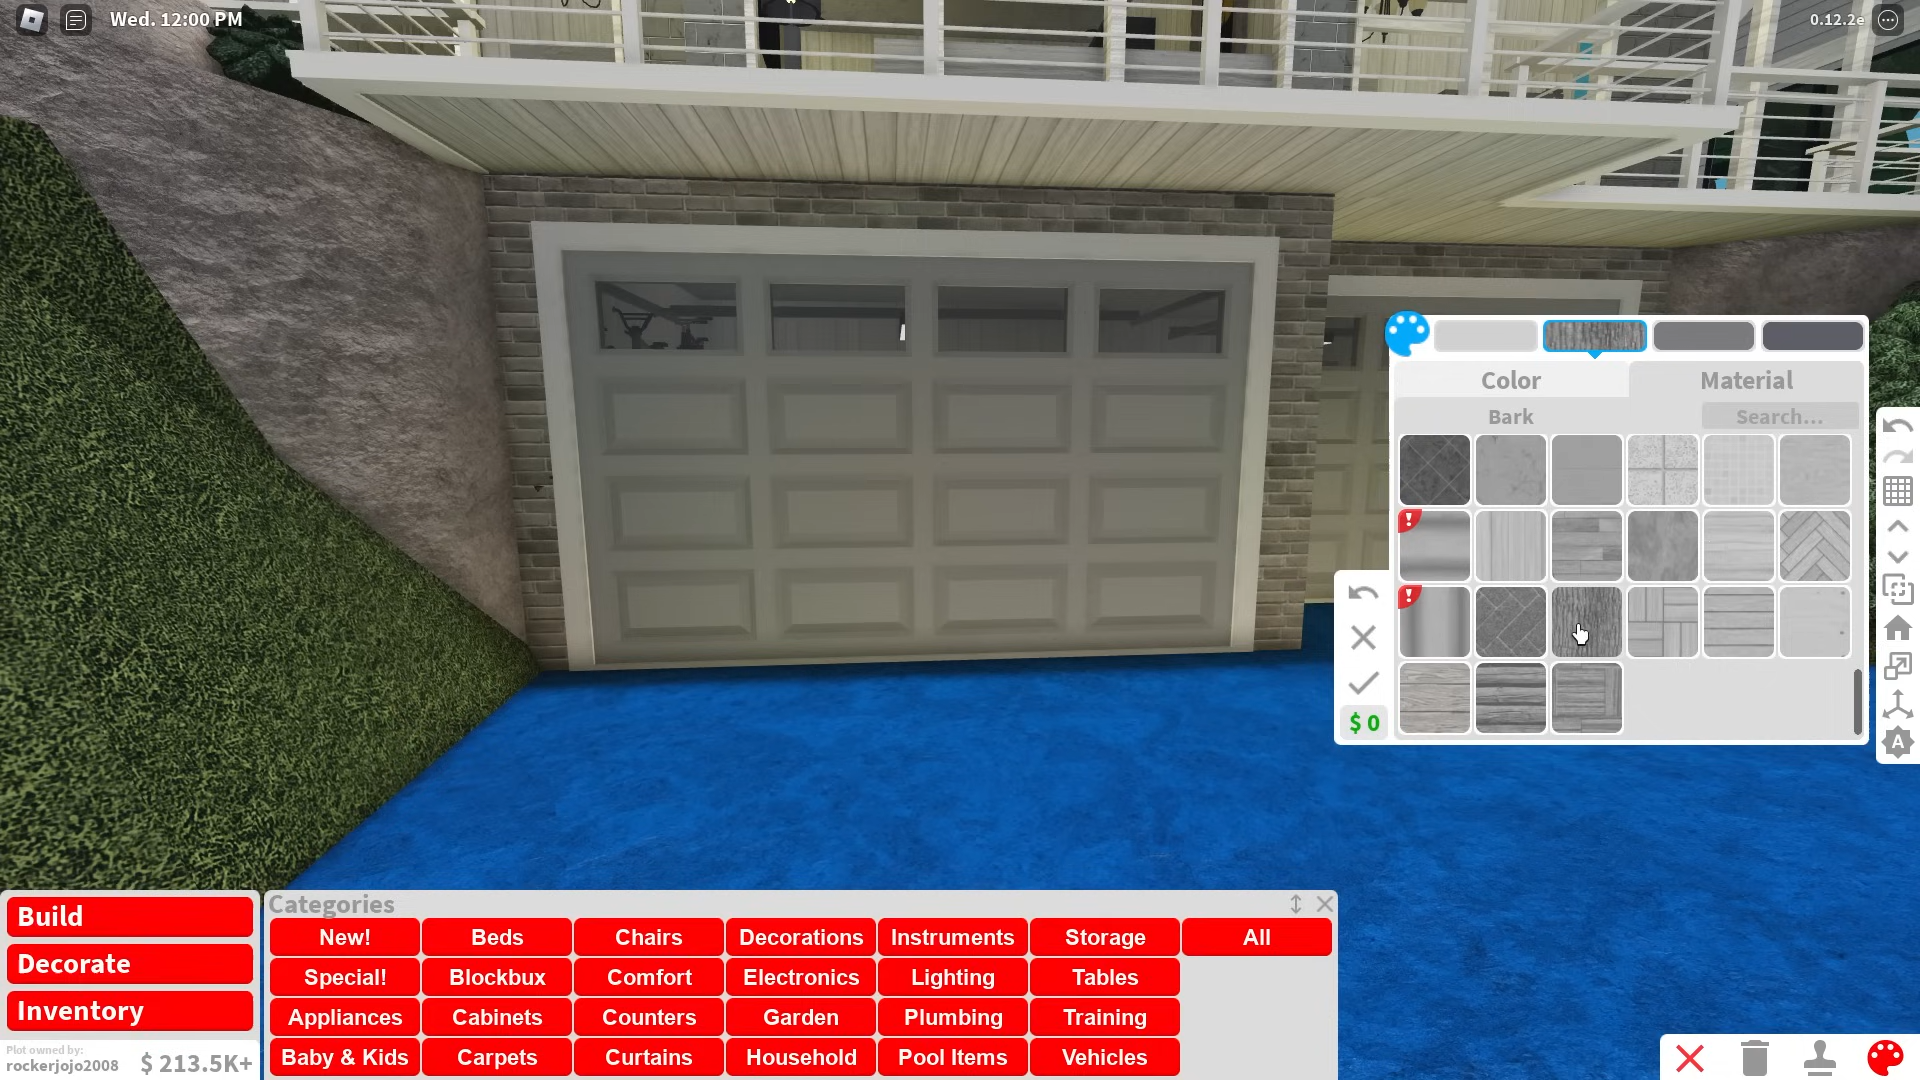 Wed. 12:00 PM
0.12.2e
Color
Material
Bark
Search...
!
!
$ 0
A
Build
Decorate
Inventory
Plot owned by:
rockerjojo2008
$ 213.5K+
Categories
New!
Beds
Chairs
Decorations
Instruments
Storage
All
Special!
Blockbux
Comfort
Electronics
Lighting
Tables
Appliances
Cabinets
Counters
Garden
Plumbing
Training
Baby & Kids
Carpets
Curtains
Household
Pool Items
Vehicles